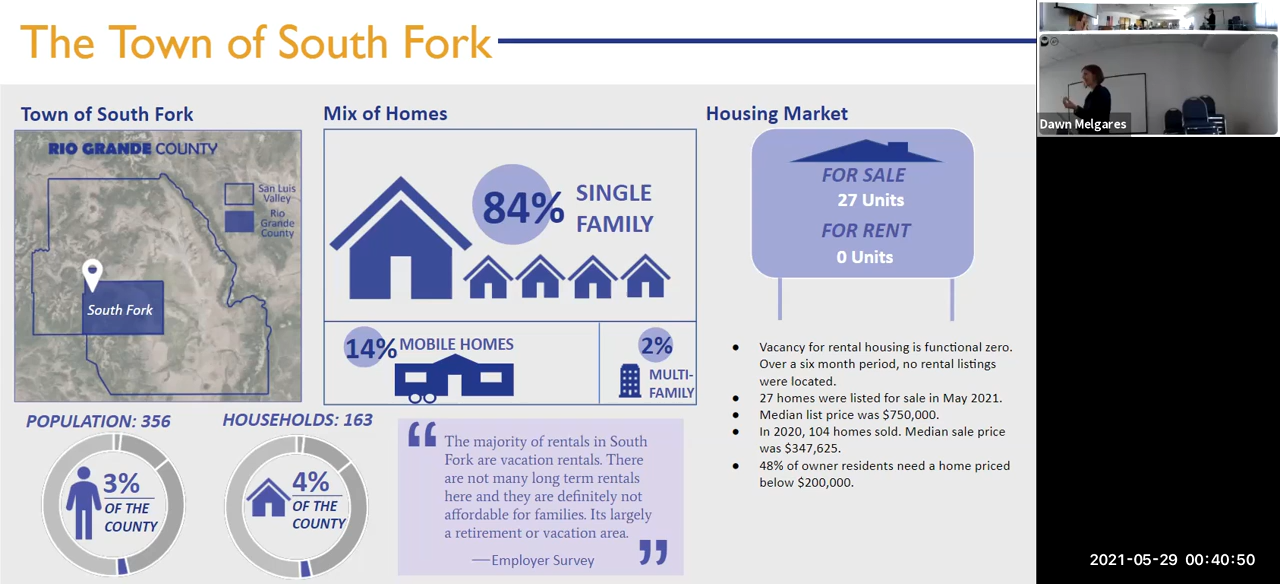 The Town of South Fork
Town of South Fork
RIO GRANDE COUNTY
San Luis
Valley
Rio
Grande
County
South Fork
POPULATION: 356
3%
OF THE
COUNTY
HOUSEHOLDS: 163
4%
OF THE
COUNTY
Mix of Homes
84%
SINGLE
FAMILY
14%
MOBILE HOMES
2%
MULTI-
FAMILY
“
The majority of rentals in South
Fork are vacation rentals. There
are not many long term rentals
here and they are definitely not
affordable for families. Its largely
a retirement or vacation area.
”
—Employer Survey
Housing Market
FOR SALE
27 Units
FOR RENT
0 Units
● Vacancy for rental housing is functional zero.
Over a six month period, no rental listings
were located.
● 27 homes were listed for sale in May 2021.
● Median list price was $750,000.
● In 2020, 104 homes sold. Median sale price
was $347,625.
● 48% of owner residents need a home priced
below $200,000.
Dawn Melgares
2021-05-29 00:40:50